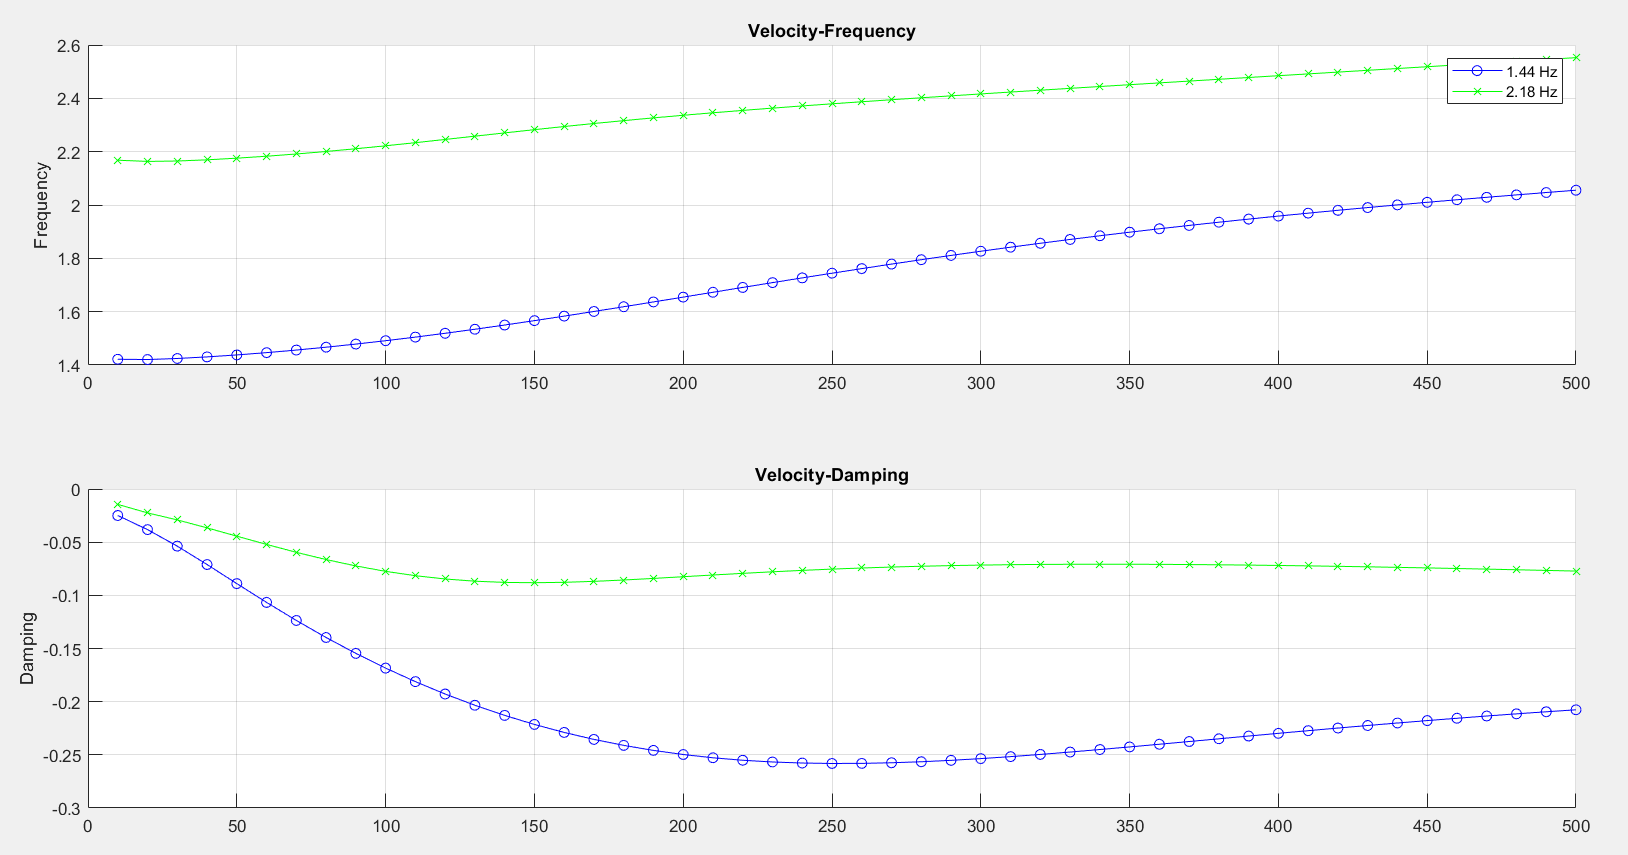 Velocity-Frequency
2.6
2.4
2.2
2
1.8
1.6
1.4
Frequency
1.44 Hz
2.18 Hz
0 50 100 150 200 250 300 350 400 450 500
Velocity-Damping
0
-0.05
-0.1
-0.15
-0.2
-0.25
-0.3
Damping
0 50 100 150 200 250 300 350 400 450 500